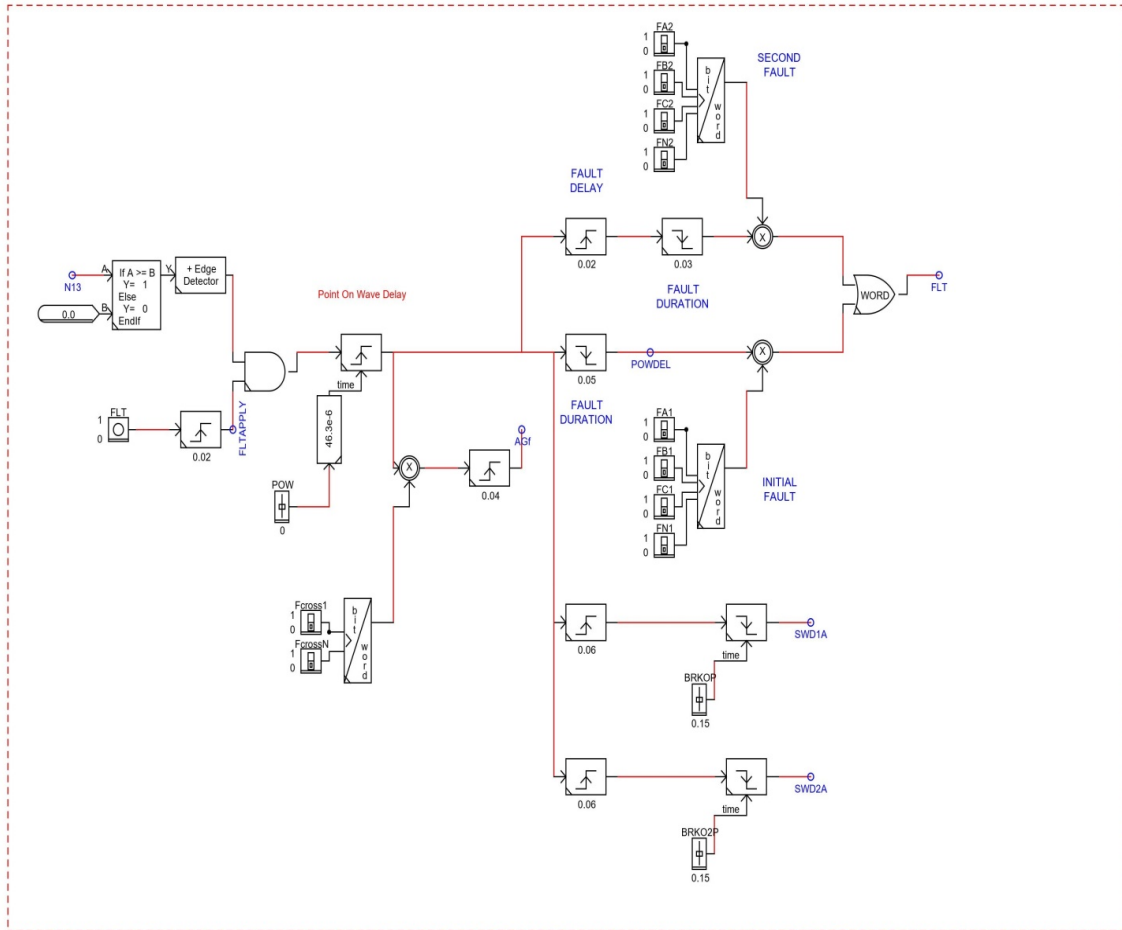 FA2
1
0
FB2
1
0
FC2
1
0
FN2
1
0
bit
word
SECOND
FAULT
FAULT
DELAY
0.02
0.03
X
FAULT
DURATION
N13
A
B
0.0
If A >= B
Y= 1
Else
Y= 0
EndIf
Y
+ Edge
Detector
Point On Wave Delay
time
46.3e-6
POW
0
FLT
1
0
0.02
FLTAPPLY
WORD
FLT
0.05
POWDEL
X
FAULT
DURATION
AGf
X
0.04
FA1
1
0
FB1
1
0
FC1
1
0
FN1
1
0
bit
word
INITIAL
FAULT
Fcross1
1
0
FcrossN
1
0
bit
word
0.06
time
BRKOP
0.15
SWD1A
0.06
time
BRKO2P
0.15
SWD2A